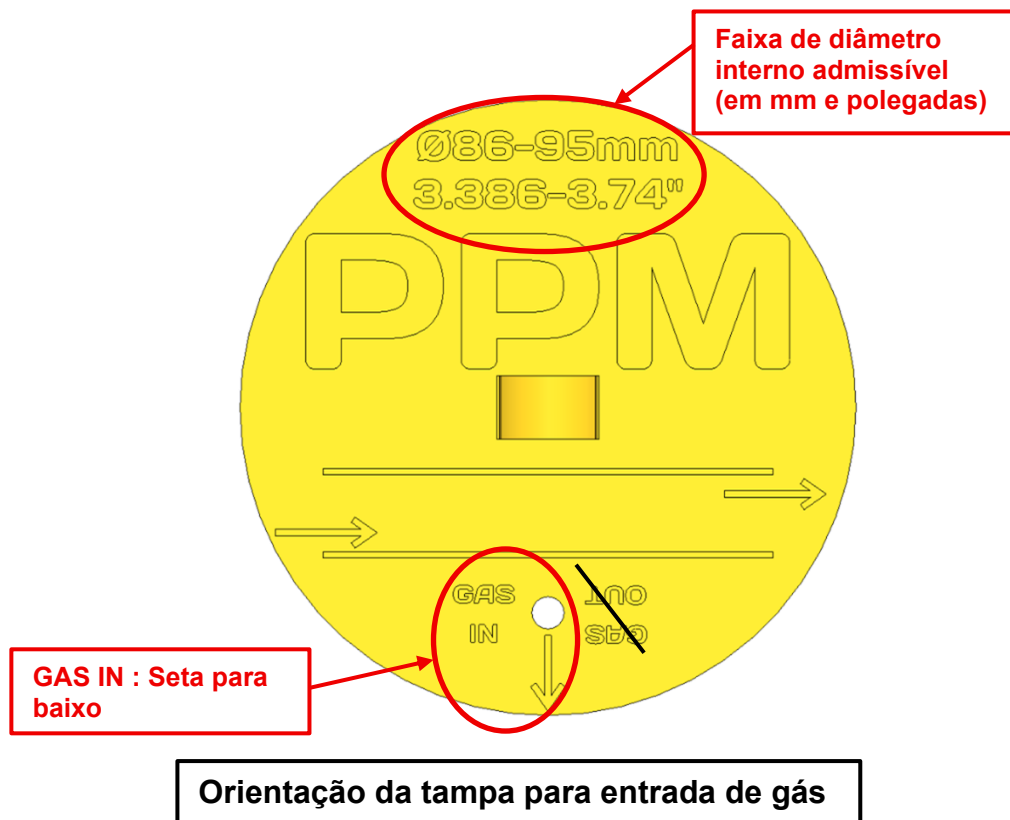 Faixa de diâmetro
interno admissível
(em mm e polegadas)
Ø86-95mm
3.386-3.74"
PPM
GAS
IN
GAS
OUT
GAS IN : Seta para
baixo
Orientação da tampa para entrada de gás